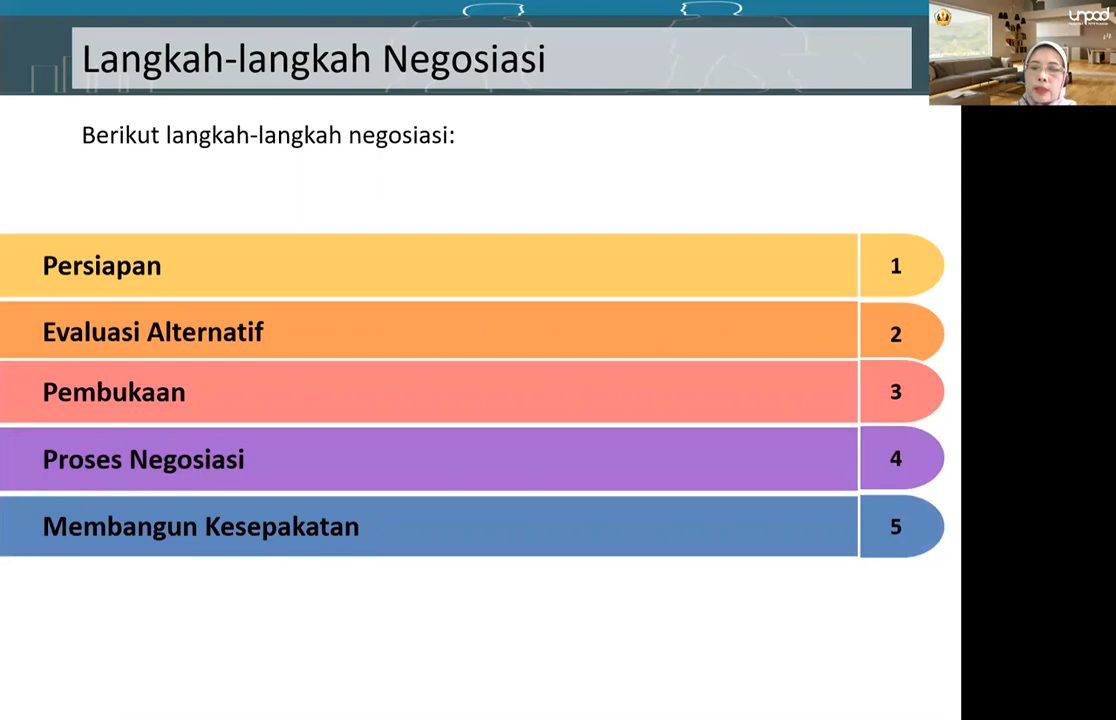 Langkah-langkah Negosiasi
unpad
Berikut langkah-langkah negosiasi:
Persiapan 1
Evaluasi Alternatif 2
Pembukaan 3
Proses Negosiasi 4
Membangun Kesepakatan 5